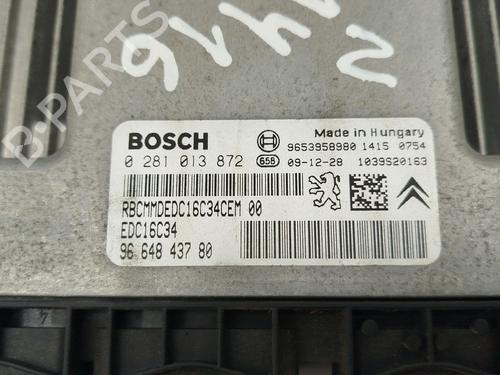 BOSCH
Made in Hungary
9653958980 1415 0754
0 281 013 872
658
09-12-28 1039S20163
RBCMMDEDC16C34CEM 00
EDC16C34
96 648 437 80
B-PARTS